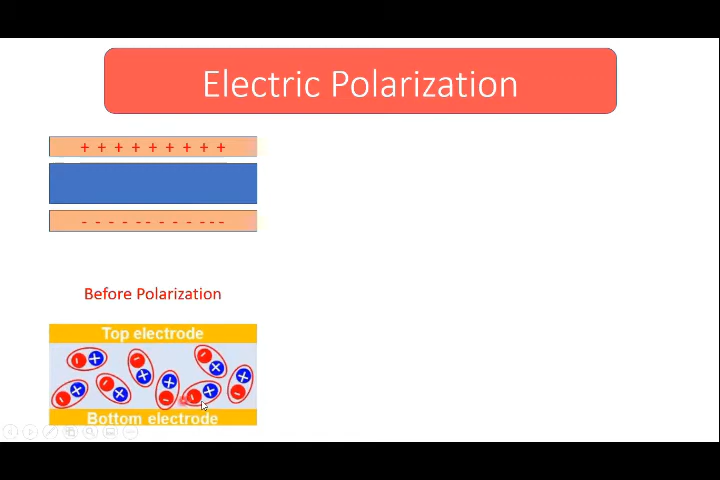 Electric Polarization
+ + + + + + + + +
- - - - -- - - - ---
Before Polarization
Top electrode
- +
- +
- +
- +
- +
- +
- +
- +
Bottom electrode